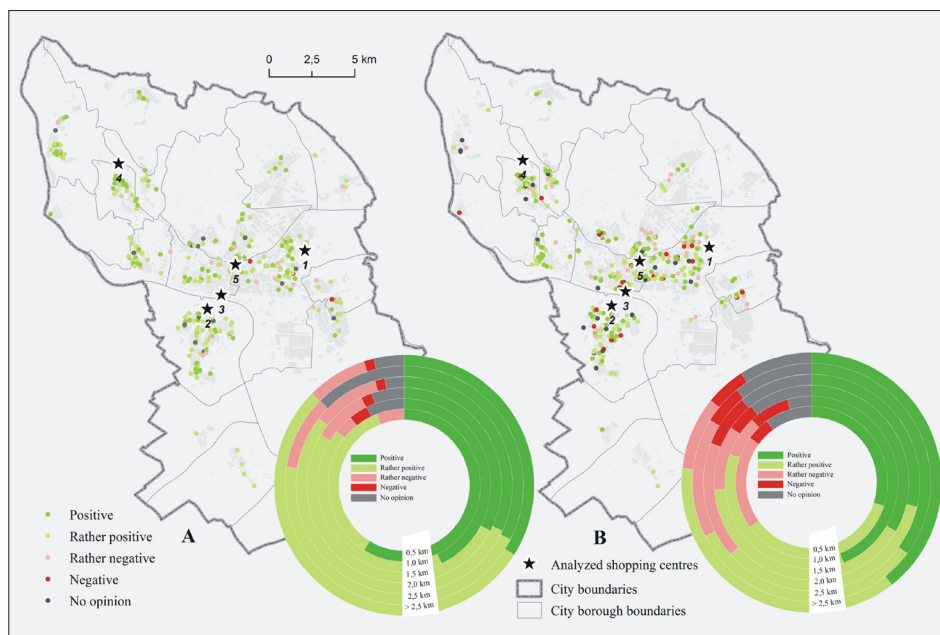 0 2,5 5 km
4
5
1
3
2
4
5
1
3
2
Positive
Rather positive
Rather negative
Negative
No opinion
Positive
Rather positive
Rather negative
Negative
No opinion
A
B
0,5 km
1,0 km
1,5 km
2,0 km
2,5 km
> 2,5 km
0,5 km
1,0 km
1,5 km
2,0 km
2,5 km
> 2,5 km
Positive
Rather positive
Rather negative
Negative
No opinion
Analyzed shopping centres
City boundaries
City borough boundaries